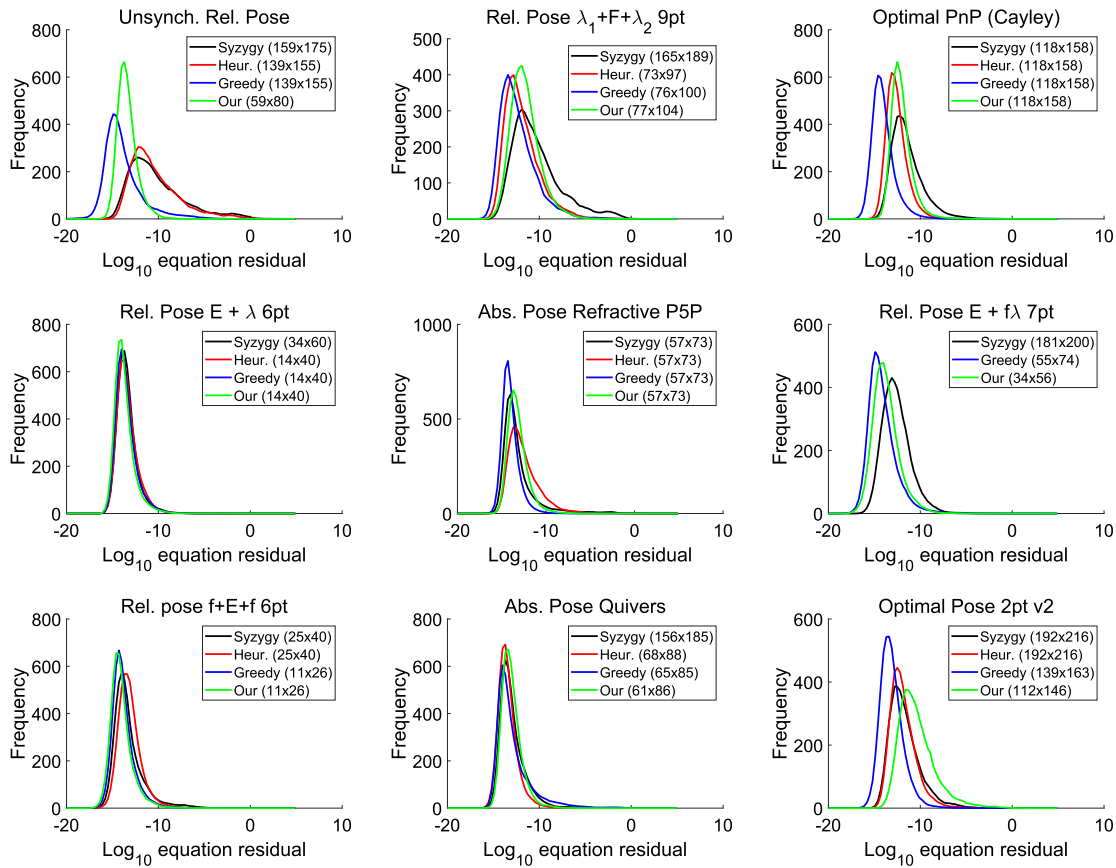 Unsynch. Rel. Pose
800
600
400
200
0
-20
-10
0
10
Frequency
Log10 equation residual
Syzygy (159x175)
Heur. (139x155)
Greedy (139x155)
Our (59x80)
Rel. Pose λ1+F+λ2 9pt
500
400
300
200
100
0
-20
-10
0
10
Frequency
Log10 equation residual
Syzygy (165x189)
Heur. (73x97)
Greedy (76x100)
Our (77x104)
Optimal PnP (Cayley)
800
600
400
200
0
-20
-10
0
10
Frequency
Log10 equation residual
Syzygy (118x158)
Heur. (118x158)
Greedy (118x158)
Our (118x158)
Rel. Pose E + λ 6pt
800
600
400
200
0
-20
-10
0
10
Frequency
Log10 equation residual
Syzygy (34x60)
Heur. (14x40)
Greedy (14x40)
Our (14x40)
Abs. Pose Refractive P5P
1000
500
0
-20
-10
0
10
Frequency
Log10 equation residual
Syzygy (57x73)
Heur. (57x73)
Greedy (57x73)
Our (57x73)
Rel. Pose E + fλ 7pt
600
400
200
0
-20
-10
0
10
Frequency
Log10 equation residual
Syzygy (181x200)
Greedy (55x74)
Our (34x56)
Rel. pose f+E+f 6pt
800
600
400
200
0
-20
-10
0
10
Frequency
Log10 equation residual
Syzygy (25x40)
Heur. (25x40)
Greedy (11x26)
Our (11x26)
Abs. Pose Quivers
800
600
400
200
0
-20
-10
0
10
Frequency
Log10 equation residual
Syzygy (156x185)
Heur. (68x88)
Greedy (65x85)
Our (61x86)
Optimal Pose 2pt v2
600
400
200
0
-20
-10
0
10
Frequency
Log10 equation residual
Syzygy (192x216)
Heur. (192x216)
Greedy (139x163)
Our (112x146)